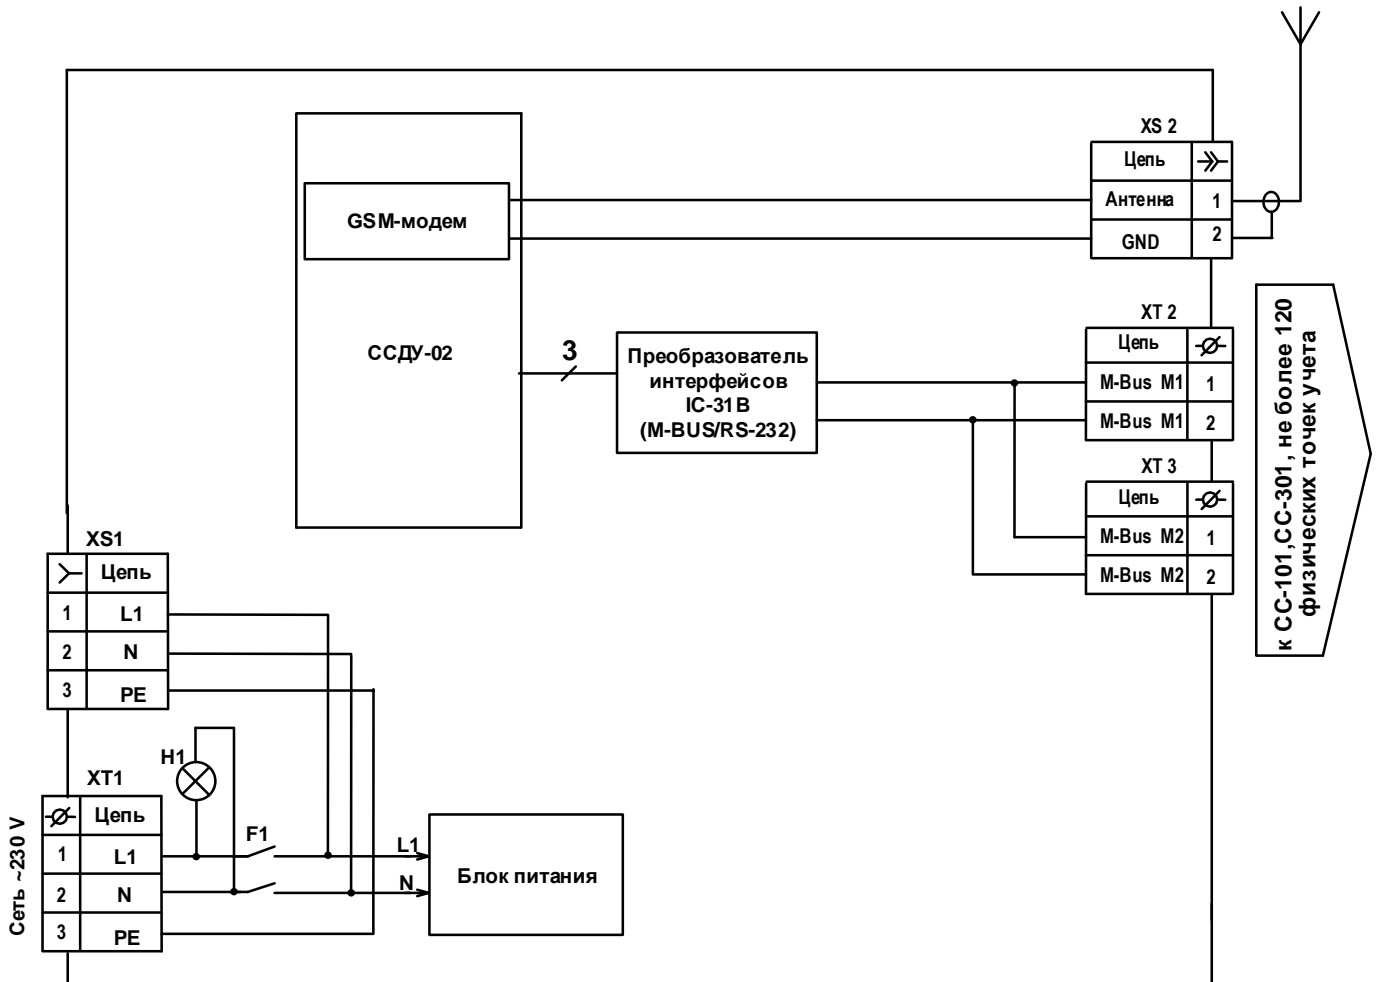 XS 2
Цепь
Антенна 1
GND 2
GSM-модем
ССДУ-02
3
Преобразователь
интерфейсов
IC-31B
(M-BUS/RS-232)
XT 2
Цепь
M-Bus M1 1
M-Bus M1 2
XT 3
Цепь
M-Bus M2 1
M-Bus M2 2
к СС-101,СС-301, не более 120
физических точек учета
XS1
Цепь
1 L1
2 N
3 PE
H1
XT1
Цепь
1 L1
2 N
3 PE
Сеть ~230 V
F1
L1
N
Блок питания